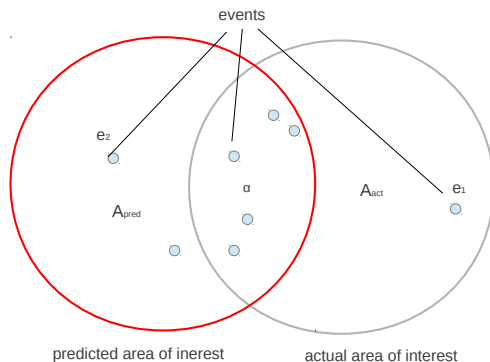 events
e2
e1
α
Aact
Apred
predicted area of inerest
actual area of interest